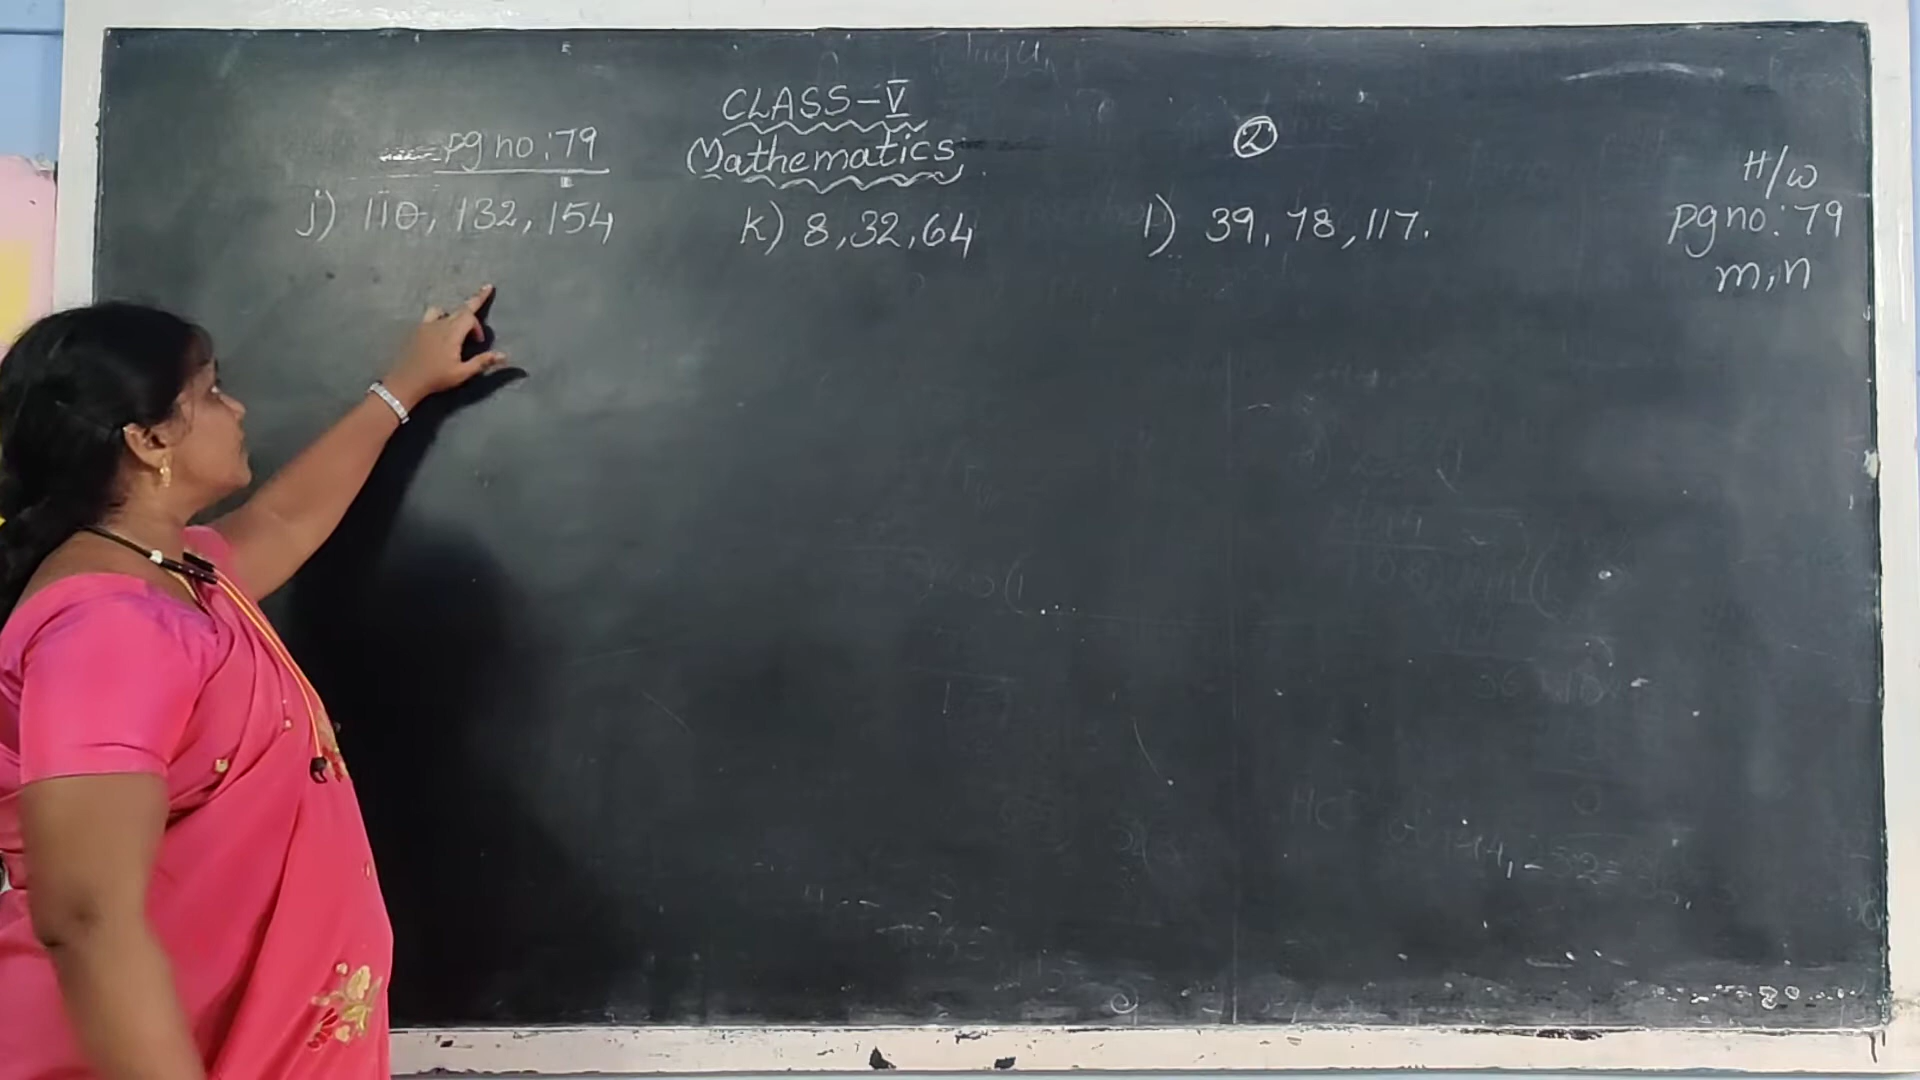 CLASS-V
Mathematics
pg no: 79
②
j) 110, 132, 154
k) 8, 32, 64
l) 39, 78, 117.
H/w
pg no: 79
m, n